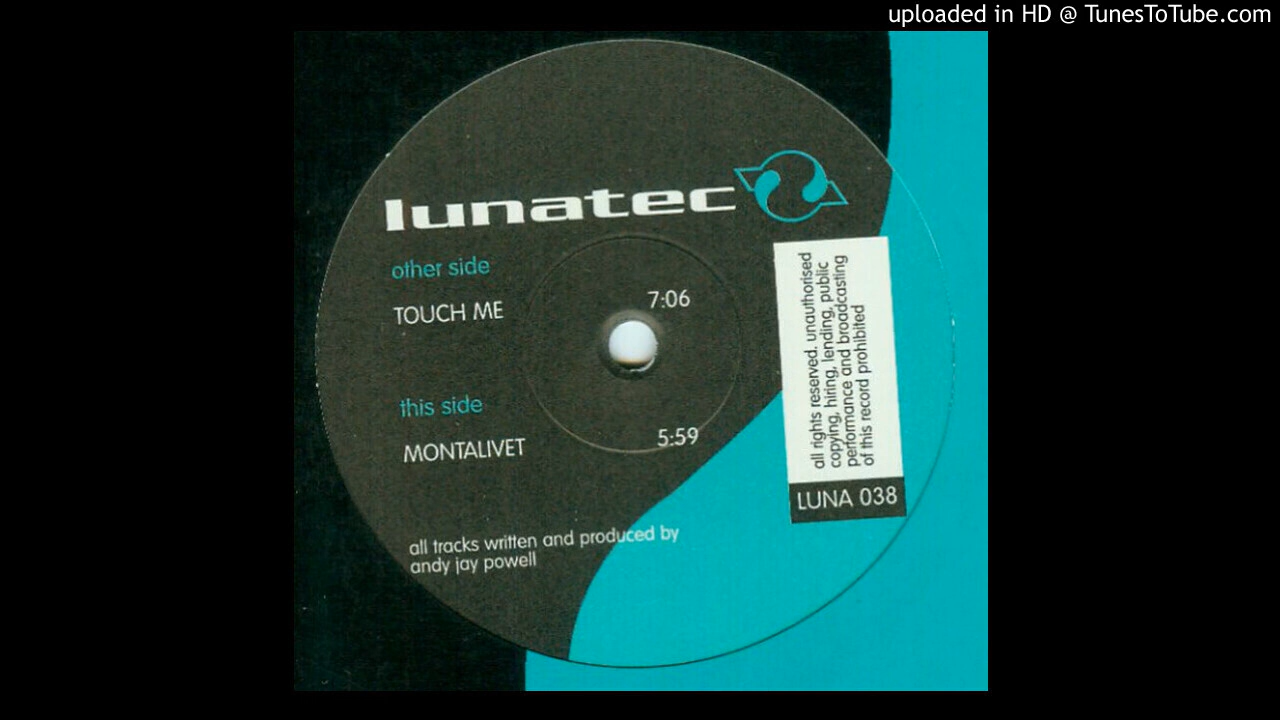 uploaded in HD @ TunesToTube.com
lunatec
other side
TOUCH ME 7:06
this side
MONTALIVET 5:59
all tracks written and produced by
andy jay powell
all rights reserved. unauthorised
copying, hiring, lending, public
performance and broadcasting
of this record prohibited
LUNA 038